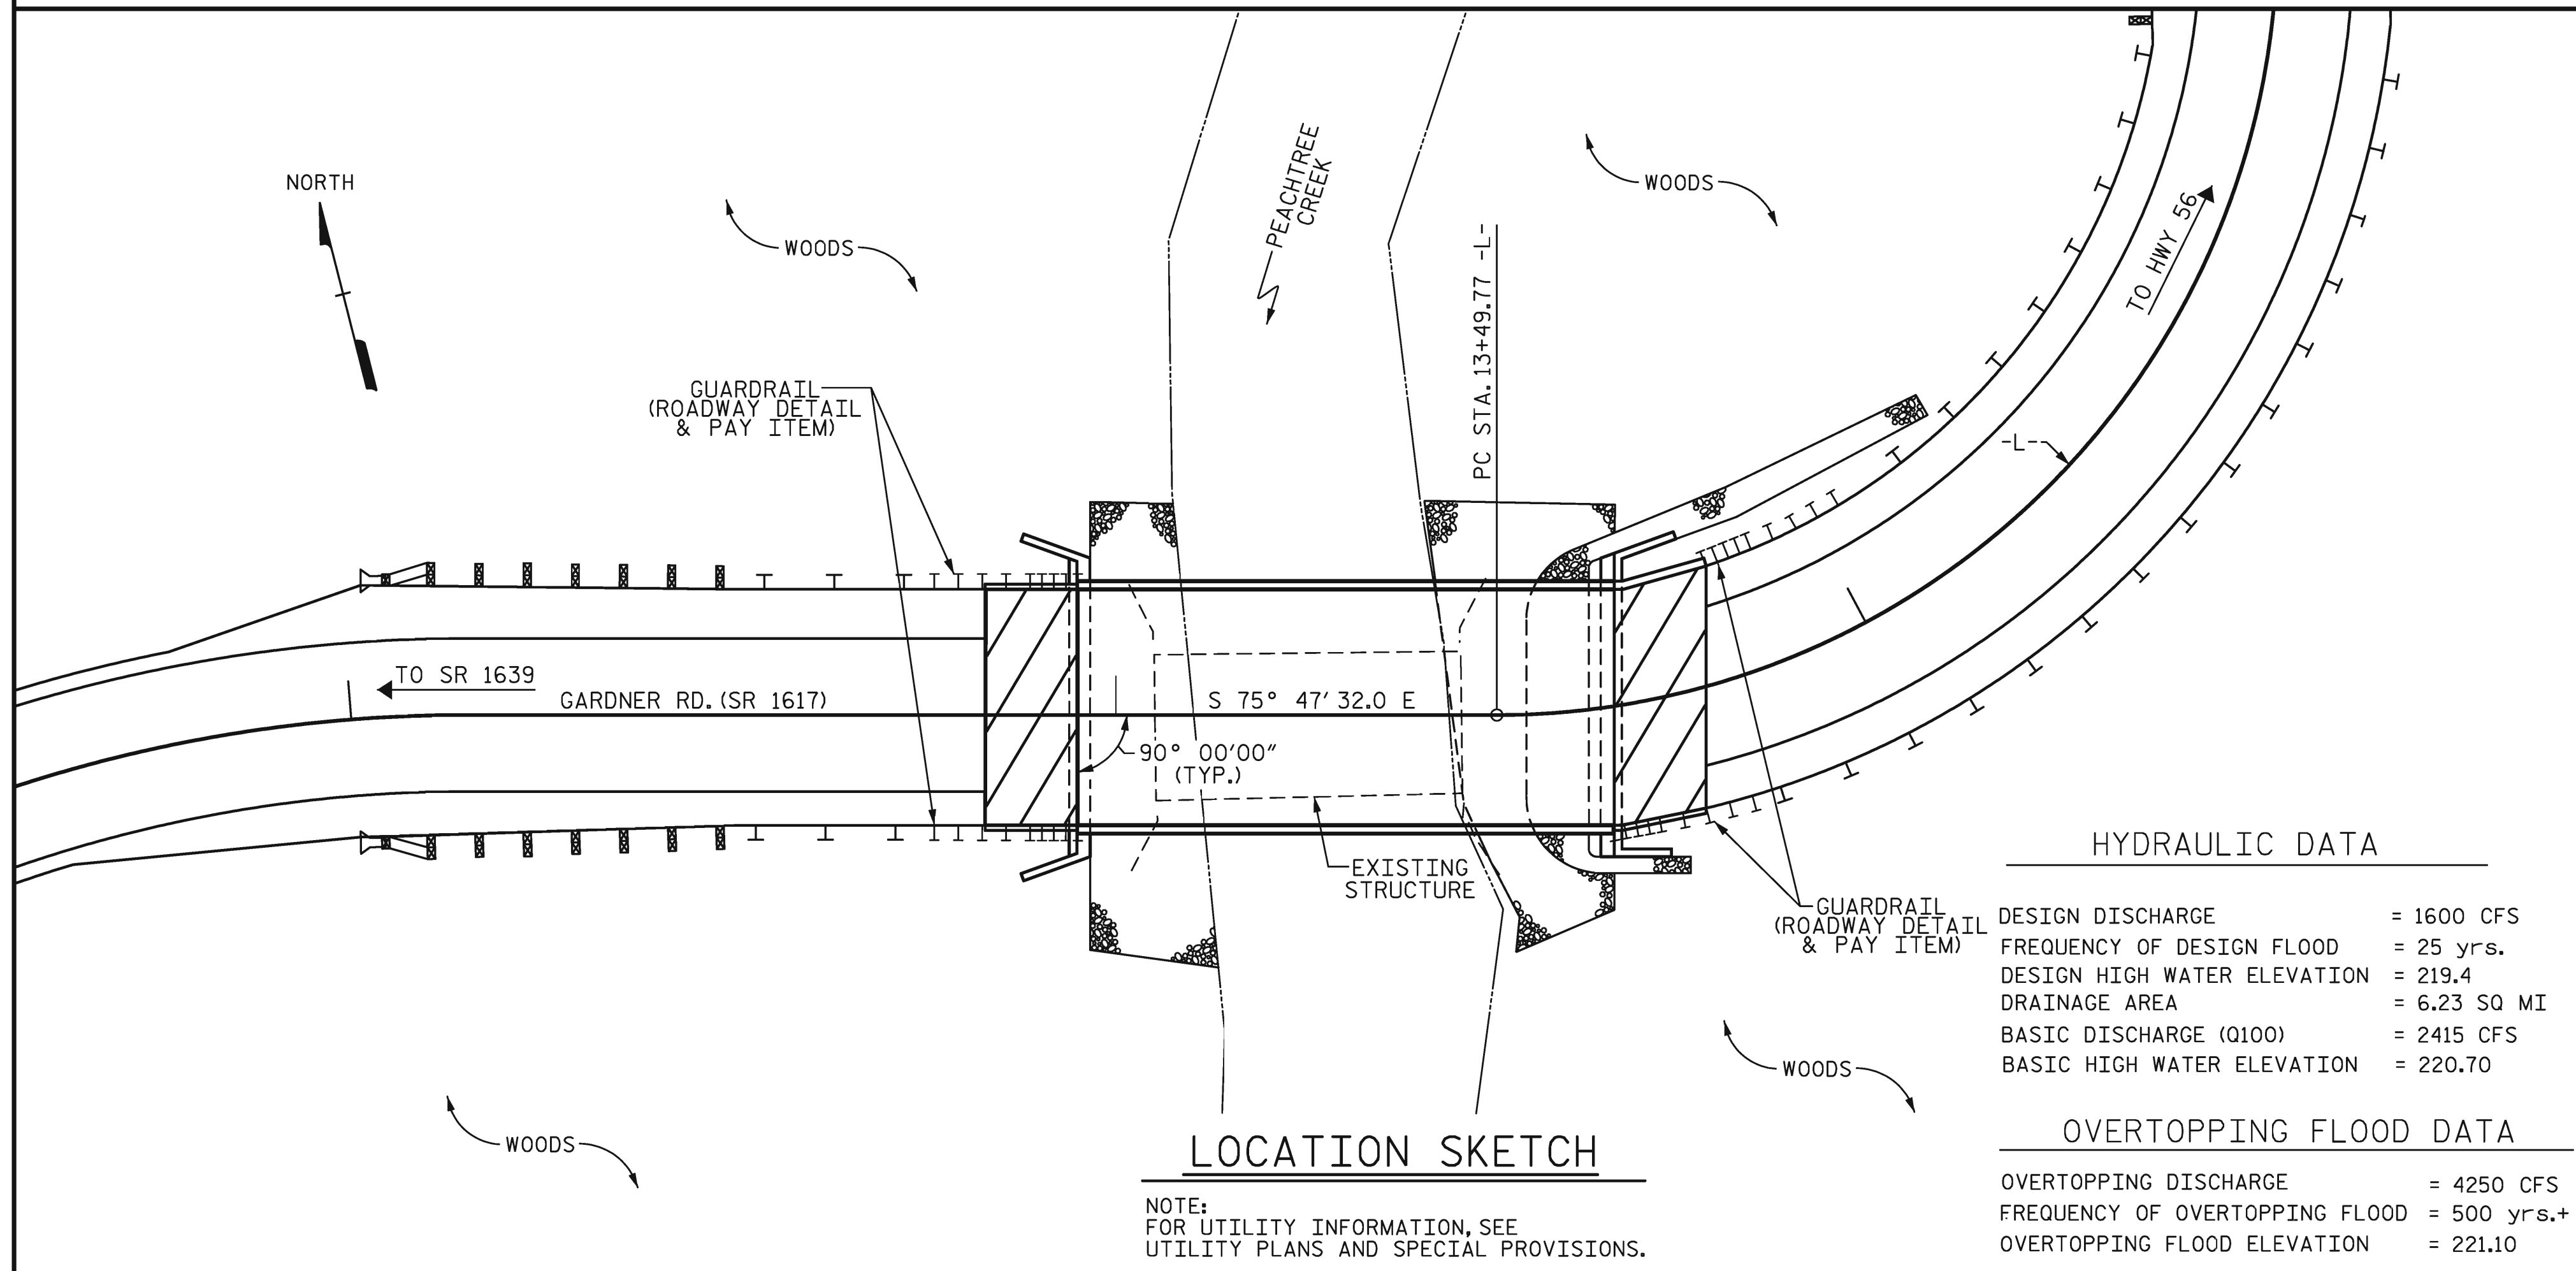 NORTH
WOODS
PEACHTREE
CREEK
WOODS
TO HWY 56
PC STA. 13+49.77 -L-
GUARDRAIL
(ROADWAY DETAIL
& PAY ITEM)
-L-
TO SR 1639
GARDNER RD. (SR 1617)
S 75° 47' 32.0 E
90° 00'00"
(TYP.)
EXISTING
STRUCTURE
GUARDRAIL
(ROADWAY DETAIL
& PAY ITEM)
WOODS
WOODS
HYDRAULIC DATA
DESIGN DISCHARGE = 1600 CFS
FREQUENCY OF DESIGN FLOOD = 25 yrs.
DESIGN HIGH WATER ELEVATION = 219.4
DRAINAGE AREA = 6.23 SQ MI
BASIC DISCHARGE (Q100) = 2415 CFS
BASIC HIGH WATER ELEVATION = 220.70
OVERTOPPING FLOOD DATA
OVERTOPPING DISCHARGE = 4250 CFS
FREQUENCY OF OVERTOPPING FLOOD = 500 yrs.+
OVERTOPPING FLOOD ELEVATION = 221.10
LOCATION SKETCH
NOTE:
FOR UTILITY INFORMATION, SEE
UTILITY PLANS AND SPECIAL PROVISIONS.